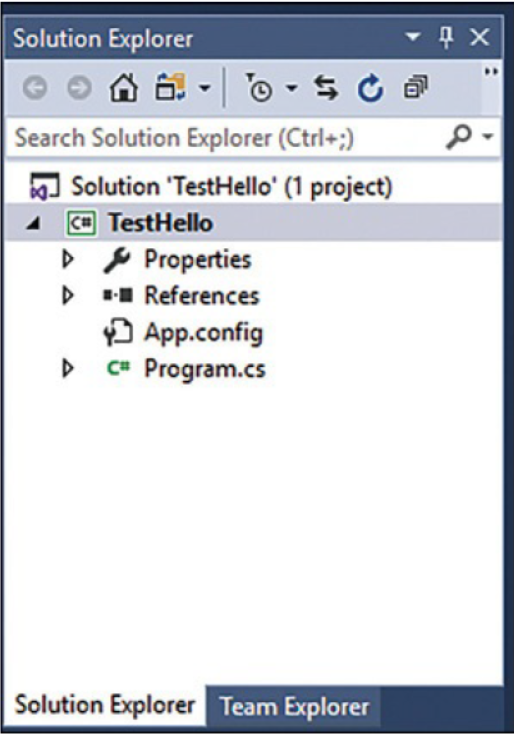 Solution Explorer
Search Solution Explorer (Ctrl+;)
Solution 'TestHello' (1 project)
C# TestHello
Properties
References
App.config
C# Program.cs
Solution Explorer Team Explorer